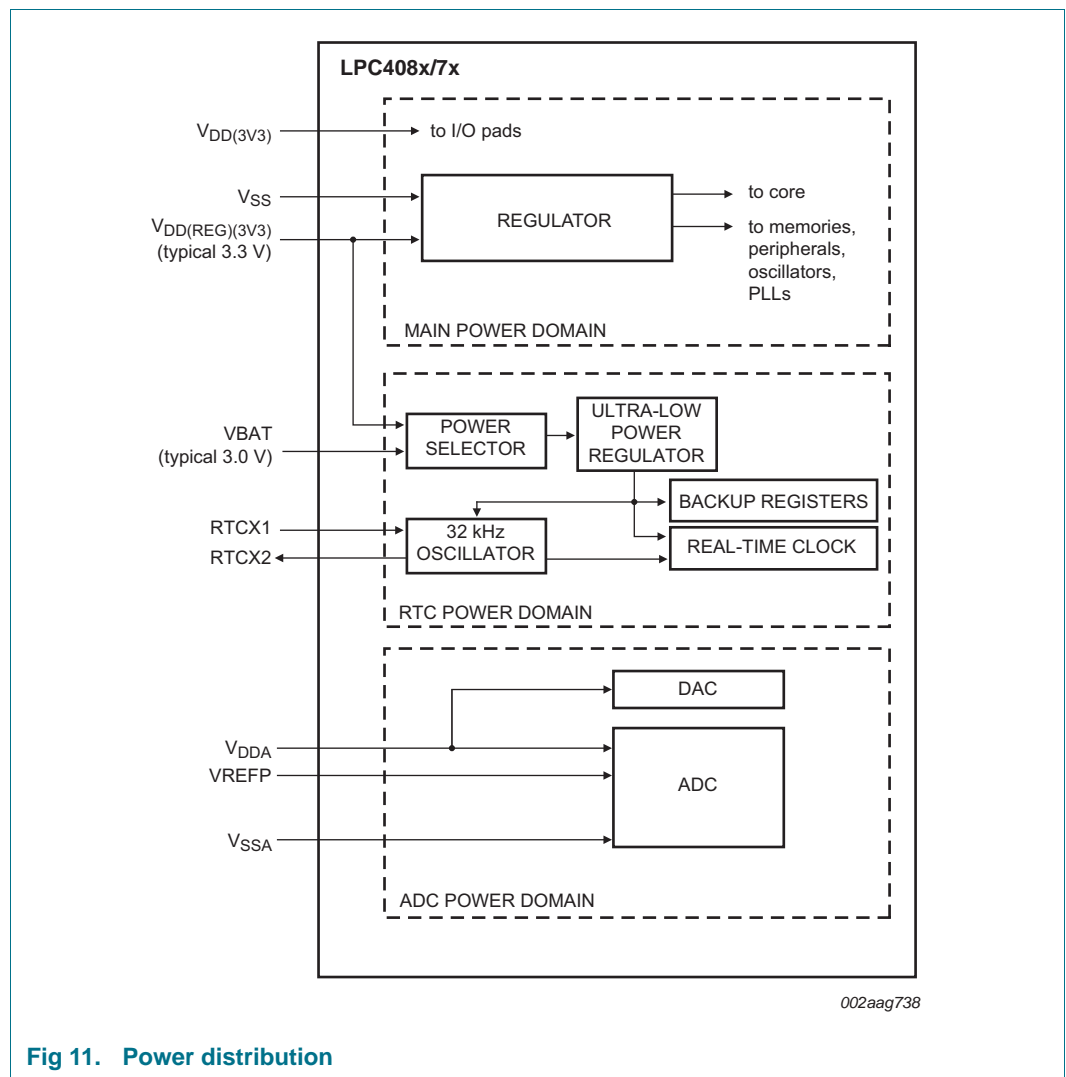 LPC408x/7x
VDD(3V3)
to I/O pads
VSS
VDD(REG)(3V3)
(typical 3.3 V)
REGULATOR
to core
to memories,
peripherals,
oscillators,
PLLs
MAIN POWER DOMAIN
VBAT
(typical 3.0 V)
POWER
SELECTOR
ULTRA-LOW
POWER
REGULATOR
BACKUP REGISTERS
RTCX1
RTCX2
32 kHz
OSCILLATOR
REAL-TIME CLOCK
RTC POWER DOMAIN
DAC
VDDA
VREFP
ADC
VSSA
ADC POWER DOMAIN
002aag738
Fig 11. Power distribution